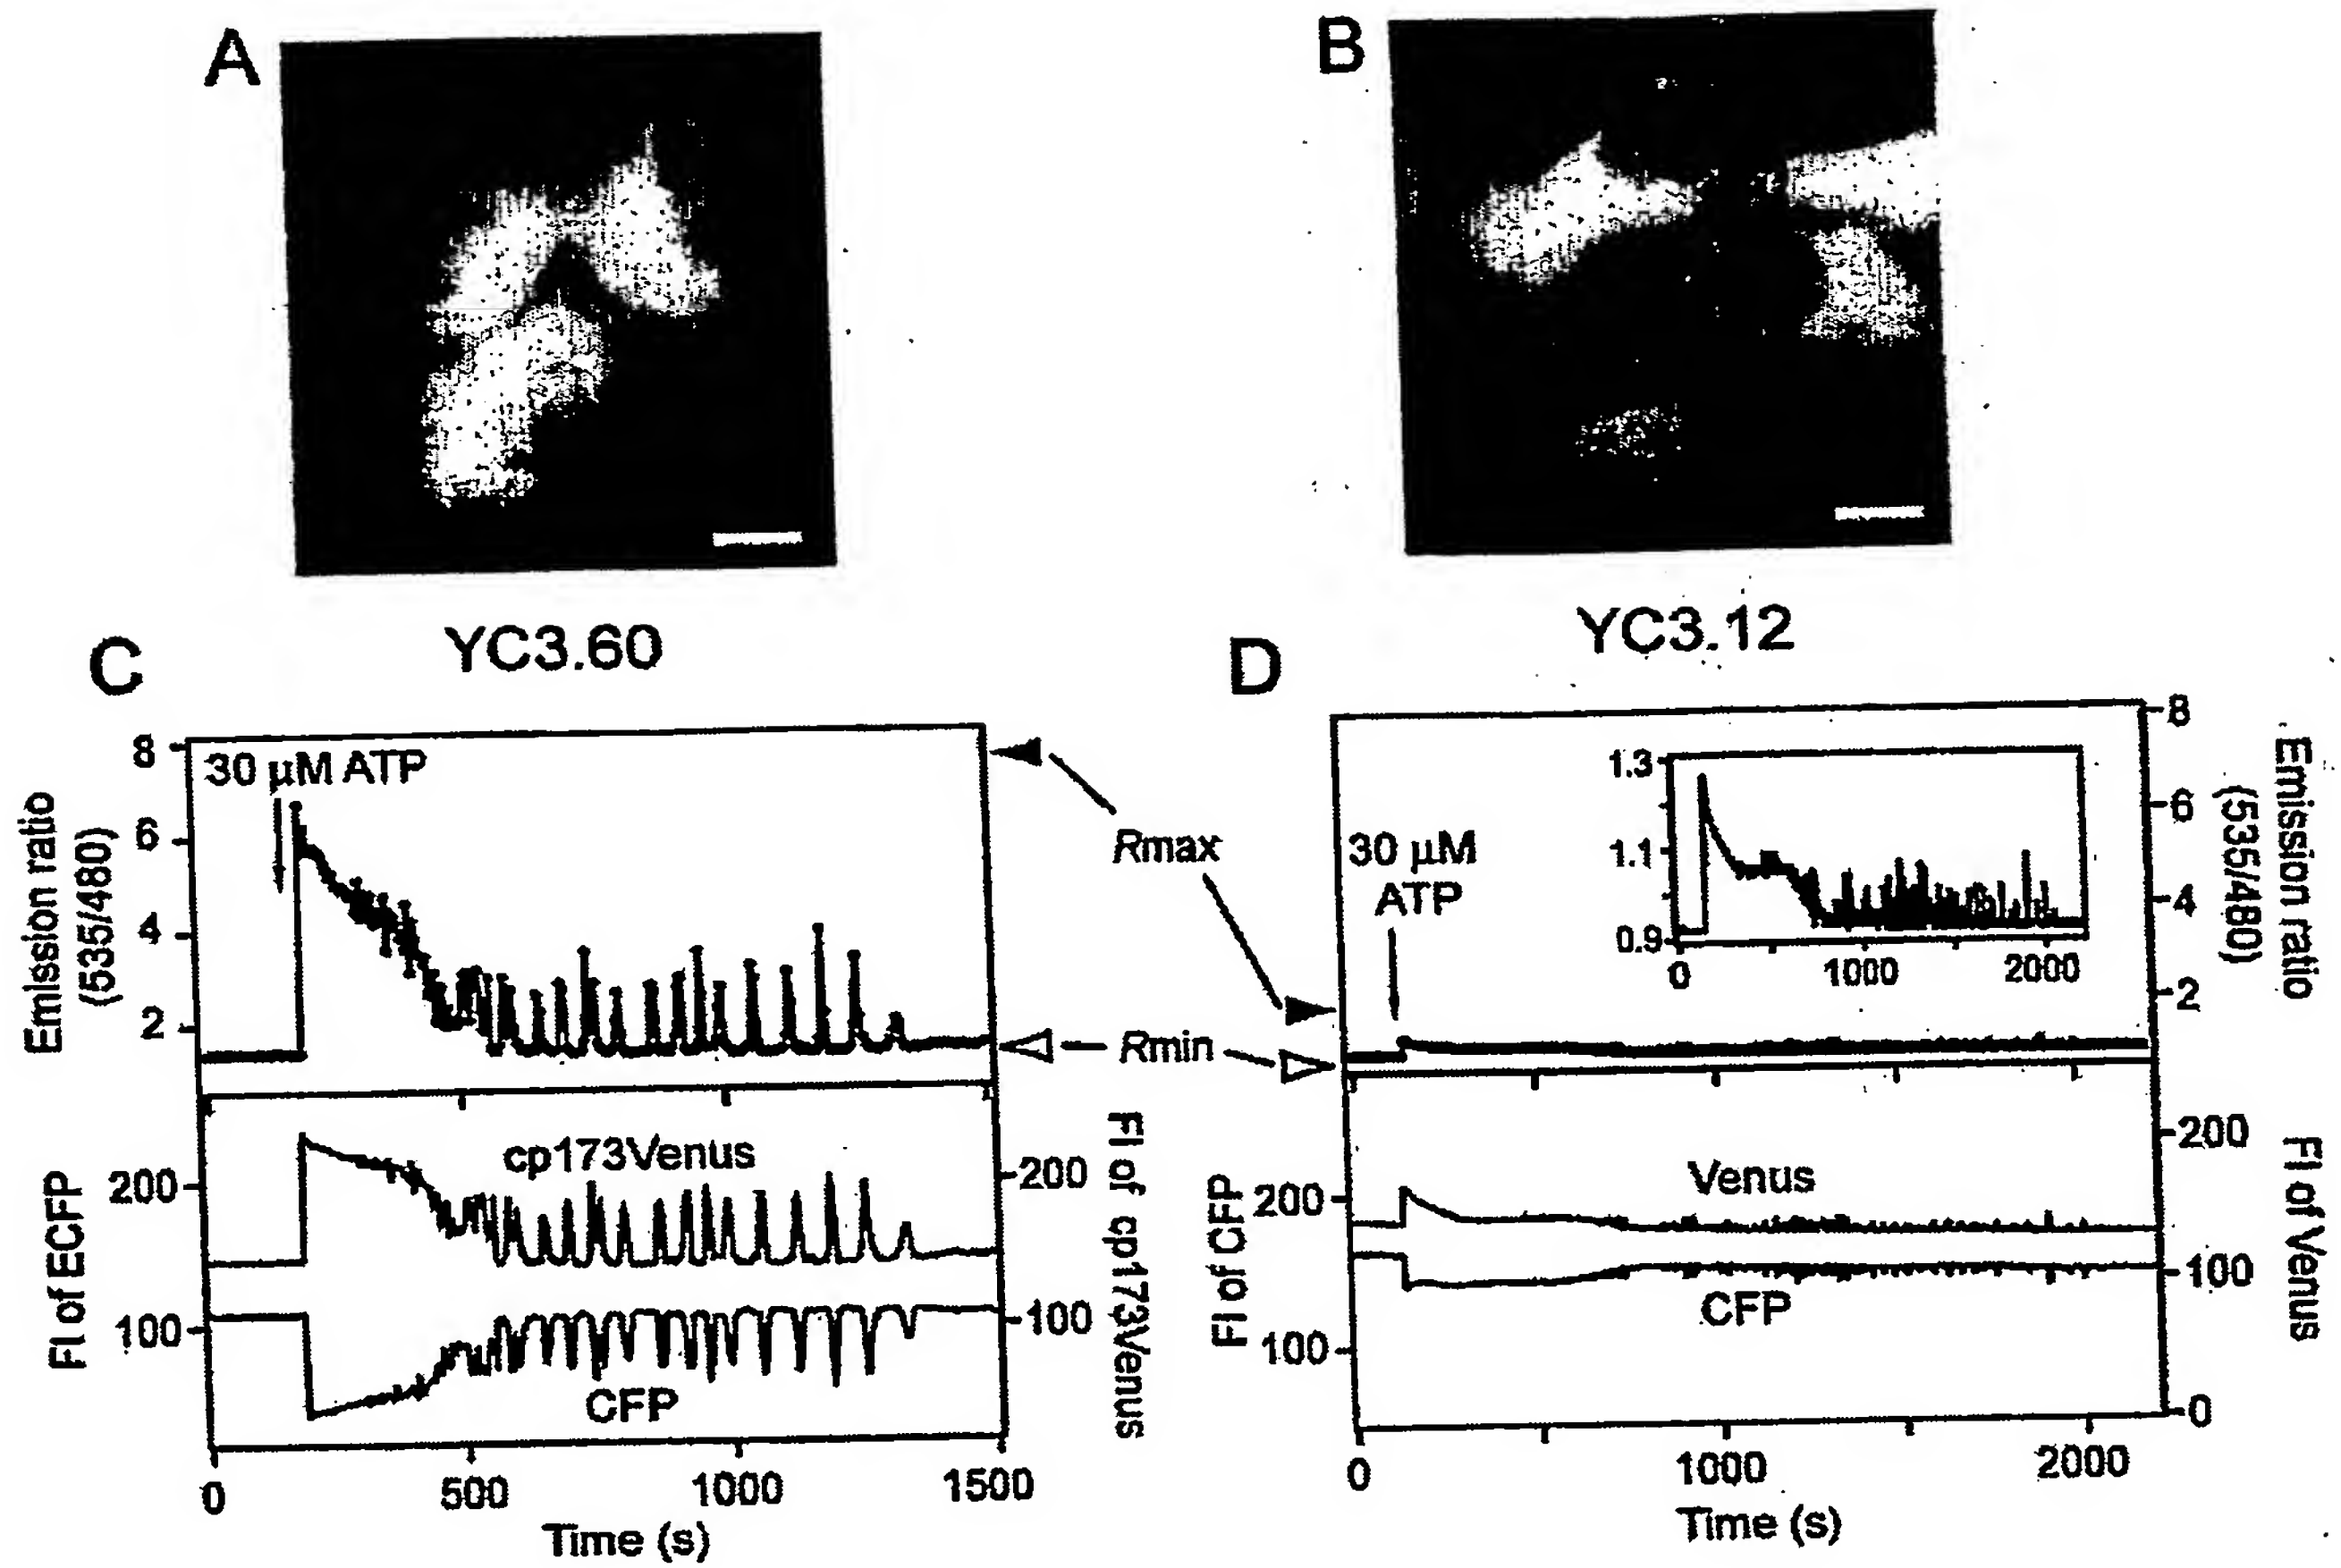 A
B
YC3.60
YC3.12
C
D
8
6
4
2
30 µM ATP
Emission ratio
(535/480)
Rmax
Rmin
30 µM
ATP
1.3
1.1
0.9
0
1000
2000
8
6
4
2
Emission ratio
(535/480)
cp173Venus
CFP
200
100
FI of ECFP
200
100
FI of cp173Venus
0
500
1000
1500
Time (s)
Venus
CFP
200
100
FI of CFP
200
100
0
FI of Venus
0
1000
2000
Time (s)